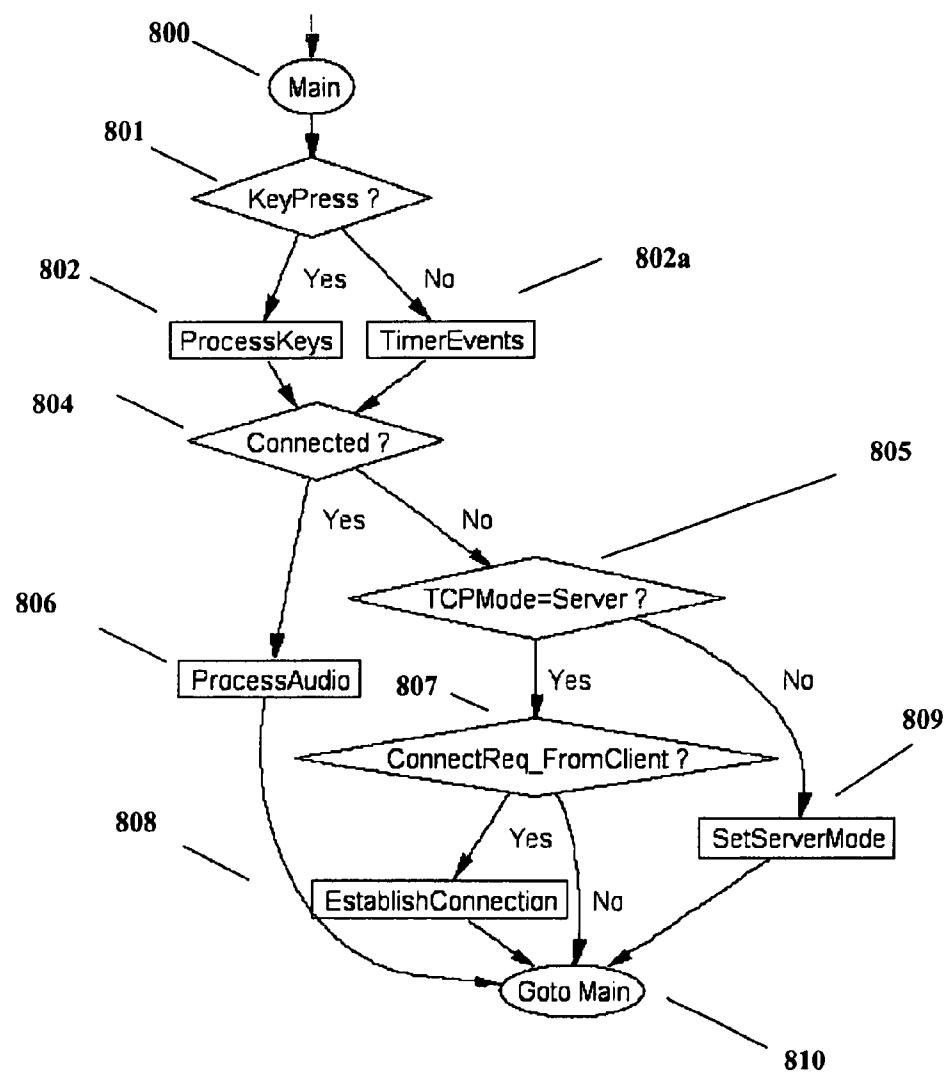 800
Main
801
KeyPress ?
802
Yes
No
802a
ProcessKeys
TimerEvents
804
Connected ?
805
Yes
No
TCPMode=Server ?
806
ProcessAudio
807
Yes
No
809
ConnectReq_FromClient ?
808
Yes
SetServerMode
EstablishConnection
No
Goto Main
810